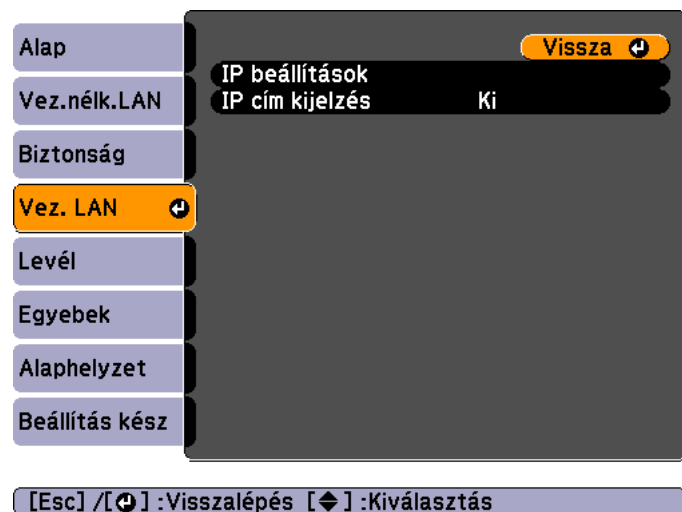 Alap
Vez.nélk.LAN
Biztonság
Vez. LAN
Levél
Egyebek
Alaphelyzet
Beállítás kész
Vissza
IP beállítások
IP cím kijelzés Ki
[Esc] /[⏎] :Visszalépés [◆] :Kiválasztás